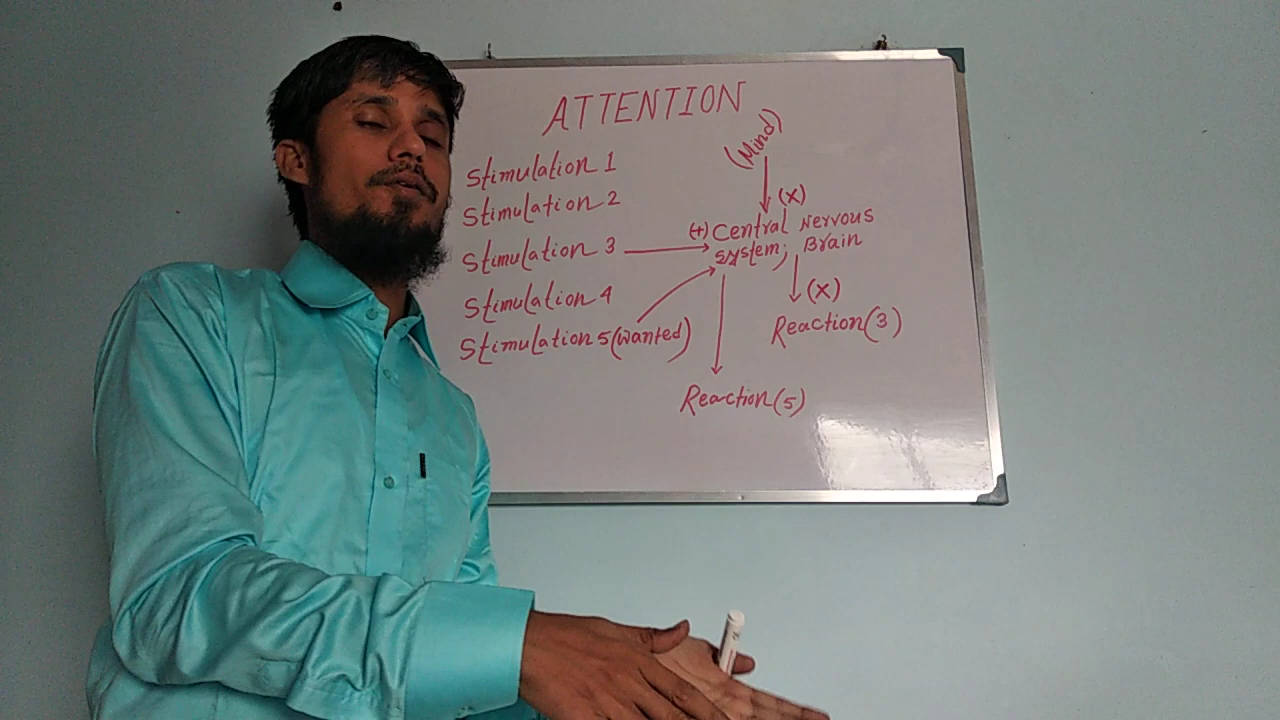 ATTENTION
(Mind)
Stimulation 1
(X)
Stimulation 2
(+) Central Nervous
System; Brain
Stimulation 3
(X)
Stimulation 4
Reaction(3)
Stimulation 5(Wanted)
Reaction(5)